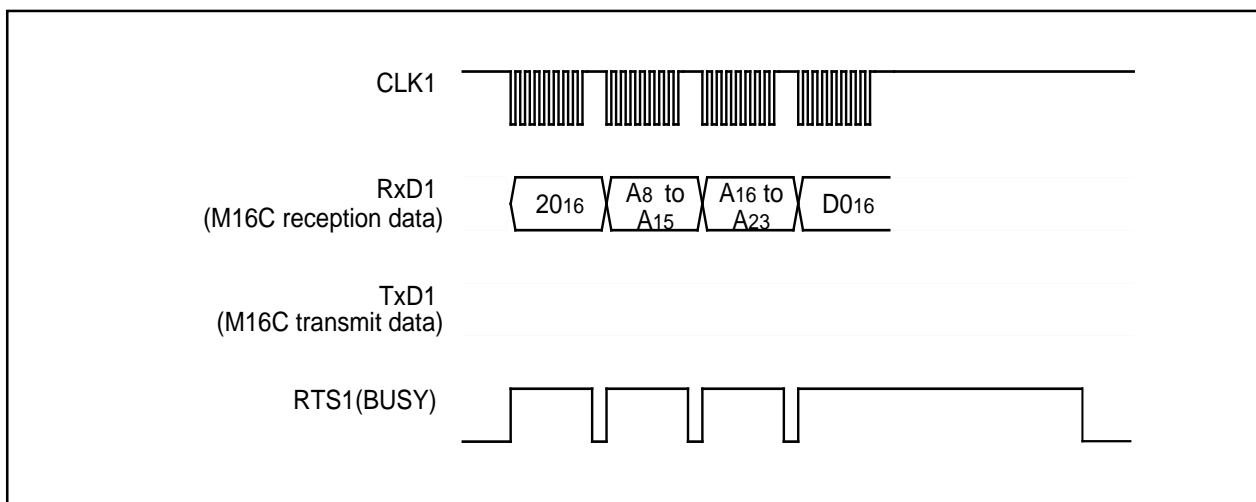 CLK1
RxD1
(M16C reception data)
2016
A8 to
A15
A16 to
A23
D016
TxD1
(M16C transmit data)
RTS1(BUSY)